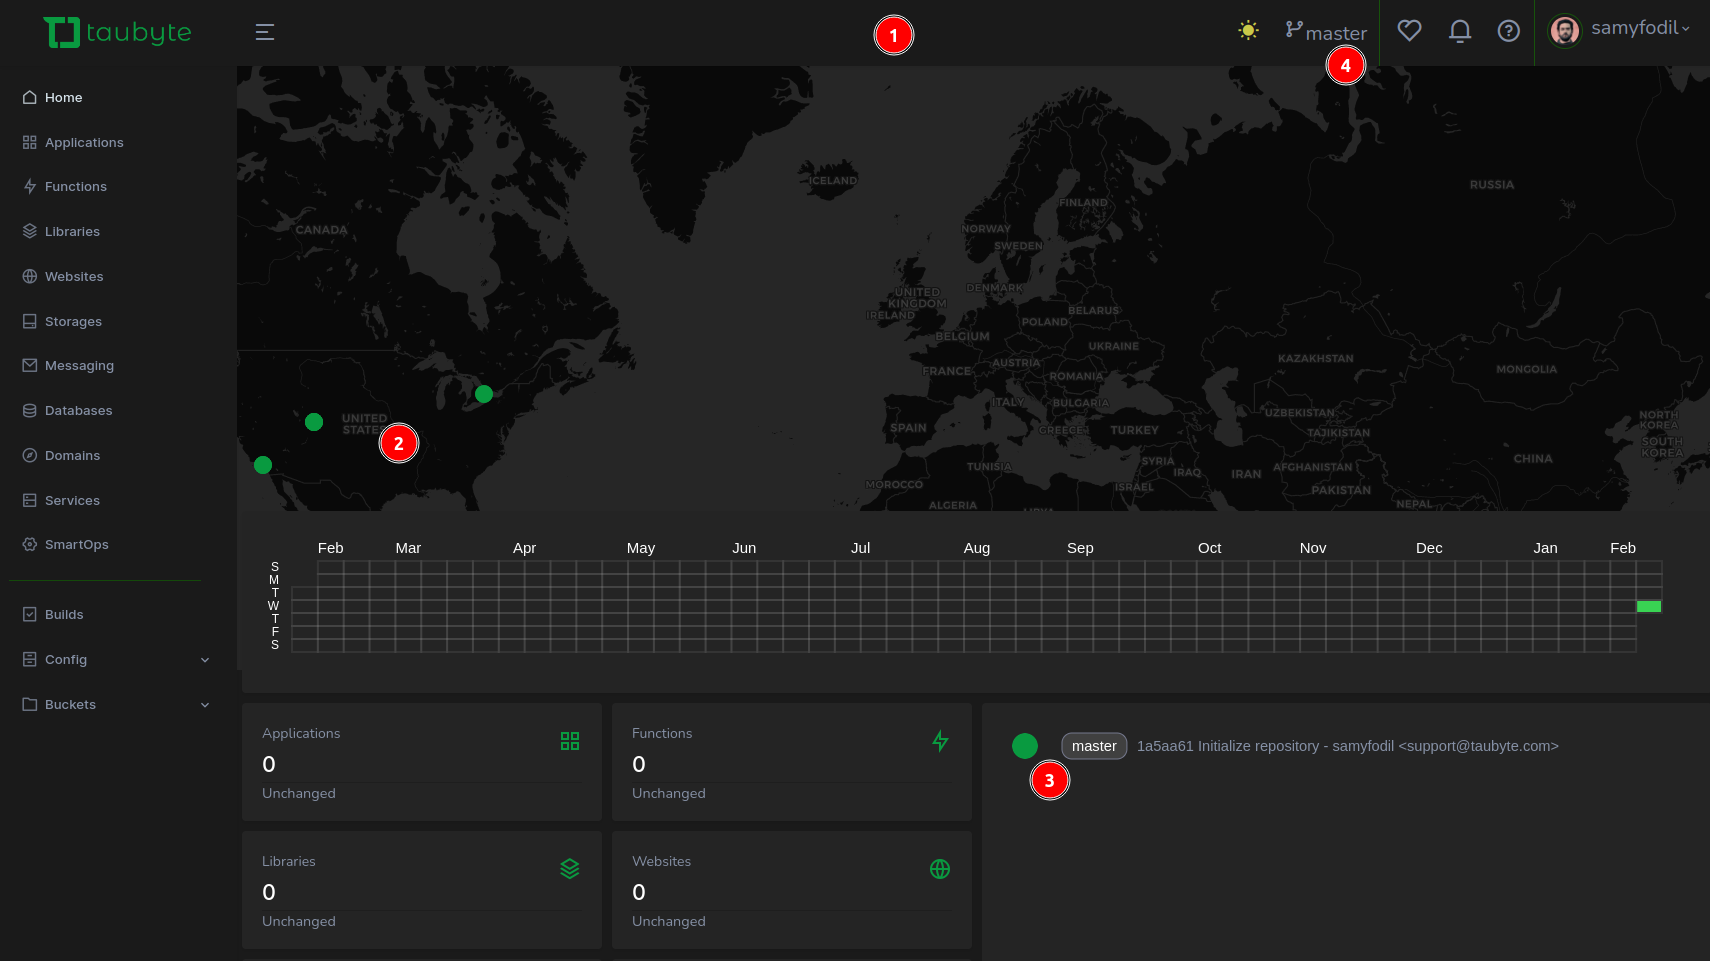 taubyte
1
master
samyfodil
4
Home
Applications
Functions
Libraries
Websites
Storages
Messaging
Databases
Domains
Services
SmartOps
Builds
Config
Buckets
ICELAND
RUSSIA
FINLAND
CANADA
NORWAY
SWEDEN
UNITED
KINGDOM
DENMARK
IRELAND
BELARUS
POLAND
BELGIUM
UKRAINE
KAZAKHSTAN
AUSTRIA
FRANCE
ROMANIA
MONGOLIA
ITALY
BULGARIA
UZBEKISTAN
NORTH
KOREA
UNITED
STATES
SPAIN
GREECE
TURKEY
TAJIKISTAN
SOUTH
KOREA
2
TUNISIA
SYRIA
IRAQ
IRAN
AFGHANISTAN
CHINA
MOROCCO
ISRAEL
PAKISTAN
ALGERIA
NEPAL
Feb Mar Apr May Jun Jul Aug Sep Oct Nov Dec Jan Feb
S
M
T
W
T
F
S
Applications
0
Unchanged
Functions
0
Unchanged
master 1a5aa61 Initialize repository - samyfodil <support@taubyte.com>
3
Libraries
0
Unchanged
Websites
0
Unchanged